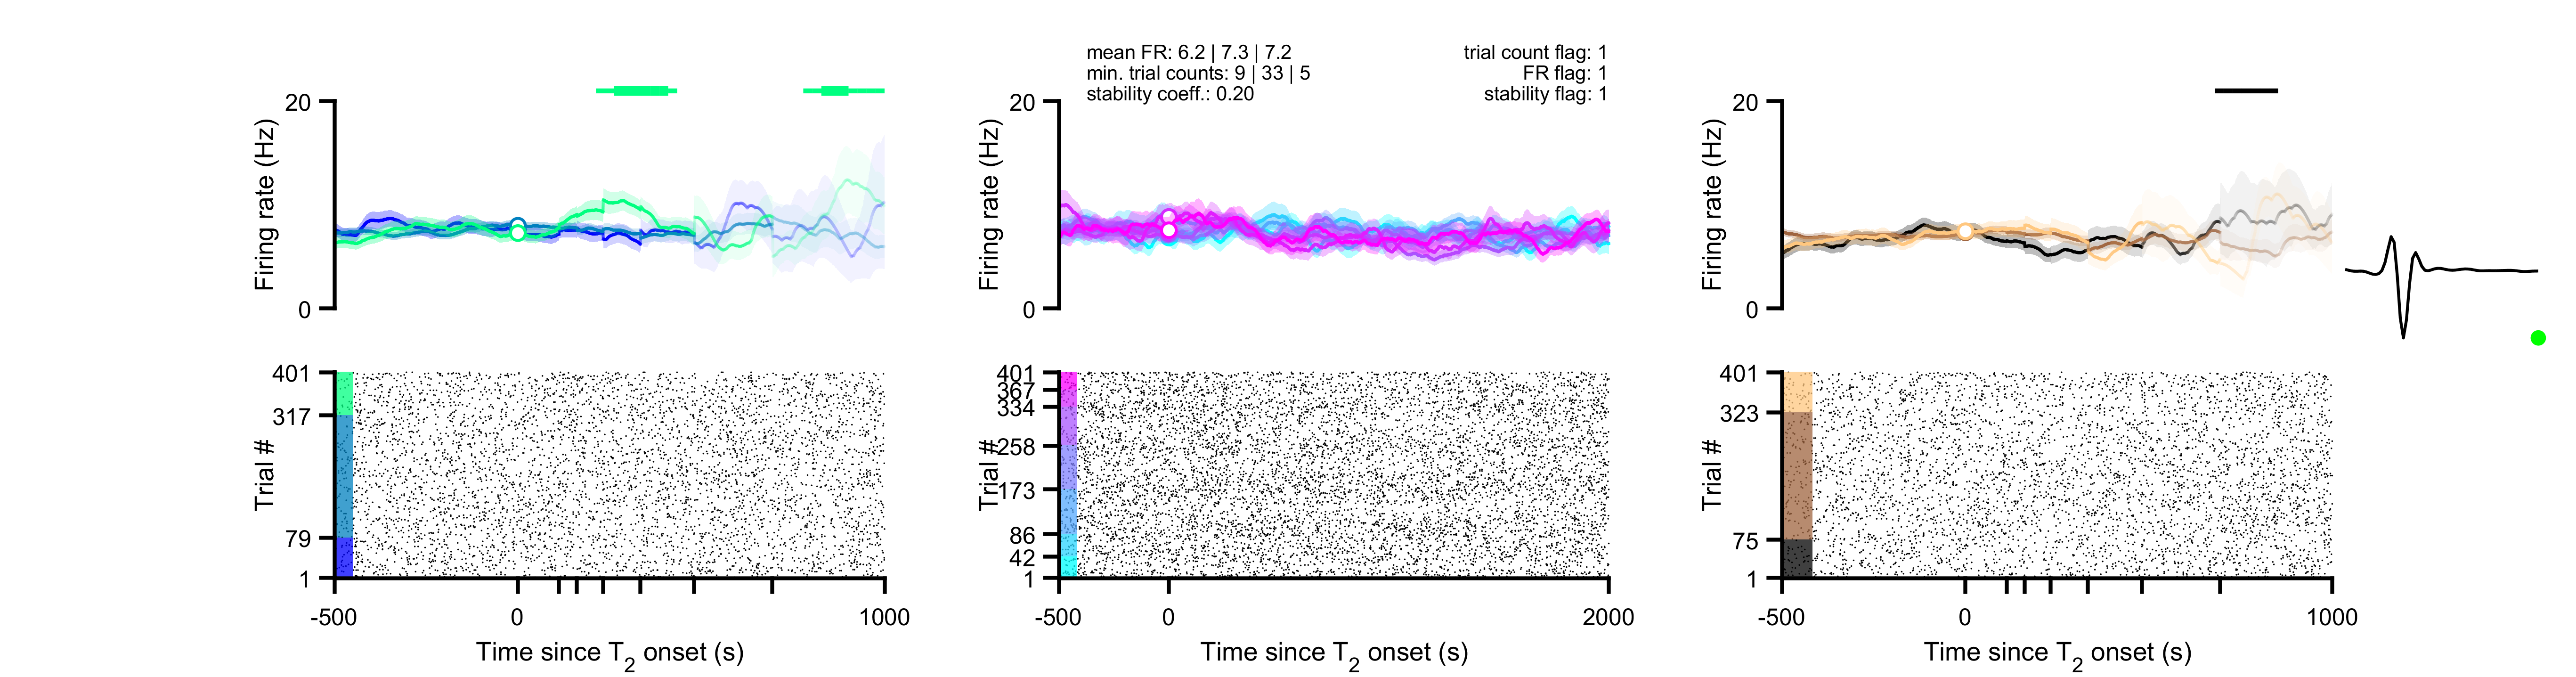 mean FR: 6.2 | 7.3 | 7.2
min. trial counts: 9 | 33 | 5
stability coeff.: 0.20
trial count flag: 1
FR flag: 1
stability flag: 1
20
0
Firing rate (Hz)
20
0
Firing rate (Hz)
20
0
Firing rate (Hz)
401
317
79
1
Trial #
401
367
334
258
173
86
42
1
Trial #
401
323
75
1
Trial #
-500
0
1000
Time since T2 onset (s)
-500
0
2000
Time since T2 onset (s)
-500
0
1000
Time since T2 onset (s)